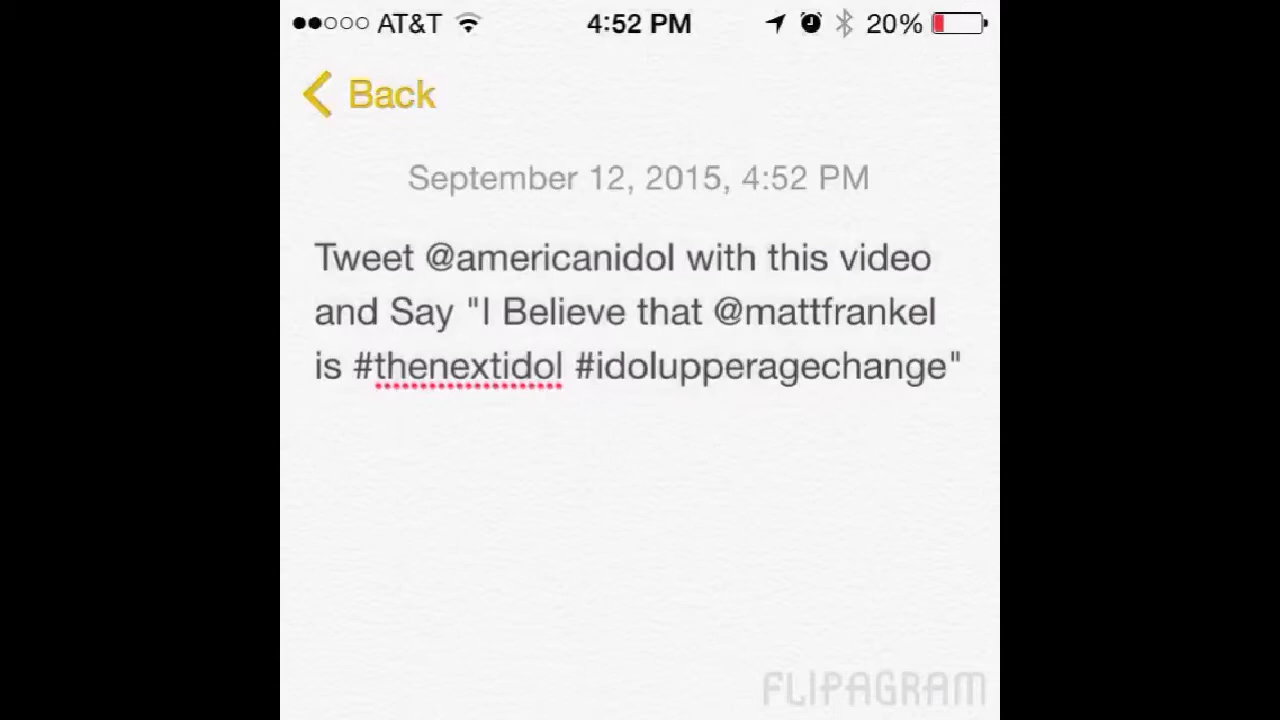 AT&T 4:52 PM 20%
Back
September 12, 2015, 4:52 PM
Tweet @americanidol with this video
and Say "I Believe that @mattfrankel
is #thenextidol #idolupperagechange"
FLIPAGRAM